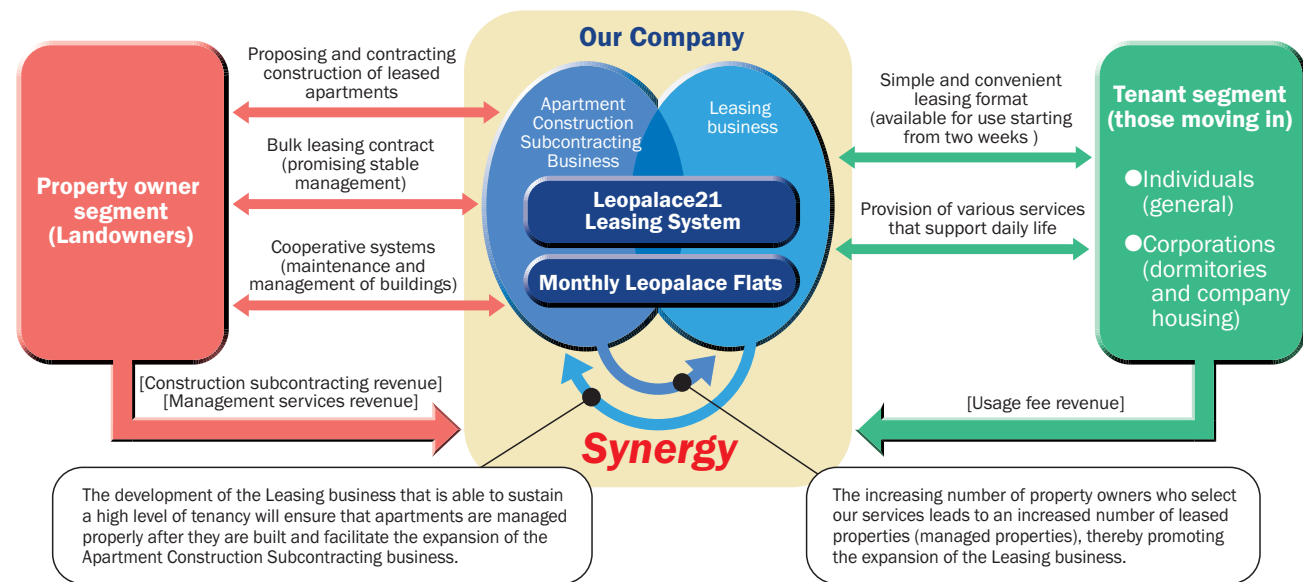 Our Company
Property owner
segment
(Landowners)
Proposing and contracting
construction of leased
apartments
Bulk leasing contract
(promising stable
management)
Cooperative systems
(maintenance and
management of buildings)
[Construction subcontracting revenue]
[Management services revenue]
Apartment
Construction
Subcontracting
Business
Leasing
business
Leopalace21
Leasing System
Monthly Leopalace Flats
Synergy
Simple and convenient
leasing format
(available for use starting
from two weeks )
Provision of various services
that support daily life
[Usage fee revenue]
Tenant segment
(those moving in)
●Individuals
(general)
●Corporations
(dormitories
and company
housing)
The development of the Leasing business that is able to sustain
a high level of tenancy will ensure that apartments are managed
properly after they are built and facilitate the expansion of the
Apartment Construction Subcontracting business.
The increasing number of property owners who select
our services leads to an increased number of leased
properties (managed properties), thereby promoting
the expansion of the Leasing business.